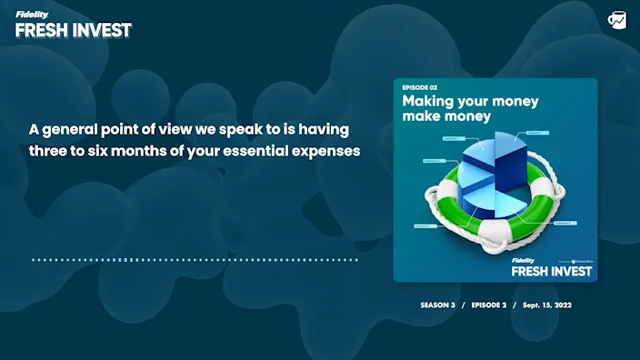 Fidelity
FRESH INVEST
A general point of view we speak to is having
three to six months of your essential expenses
EPISODE 02
Making your money
make money
Fidelity
FRESH INVEST
SEASON 3 / EPISODE 2 / Sept. 15, 2022